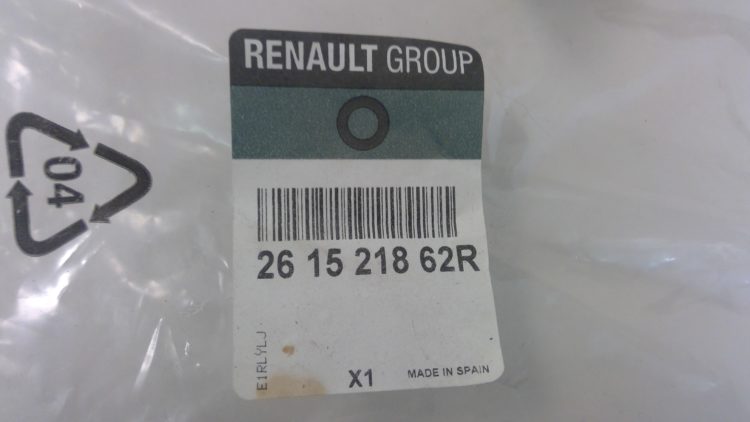 RENAULT GROUP
04
26 15 218 62R
E1RLYLJ
X1
MADE IN SPAIN